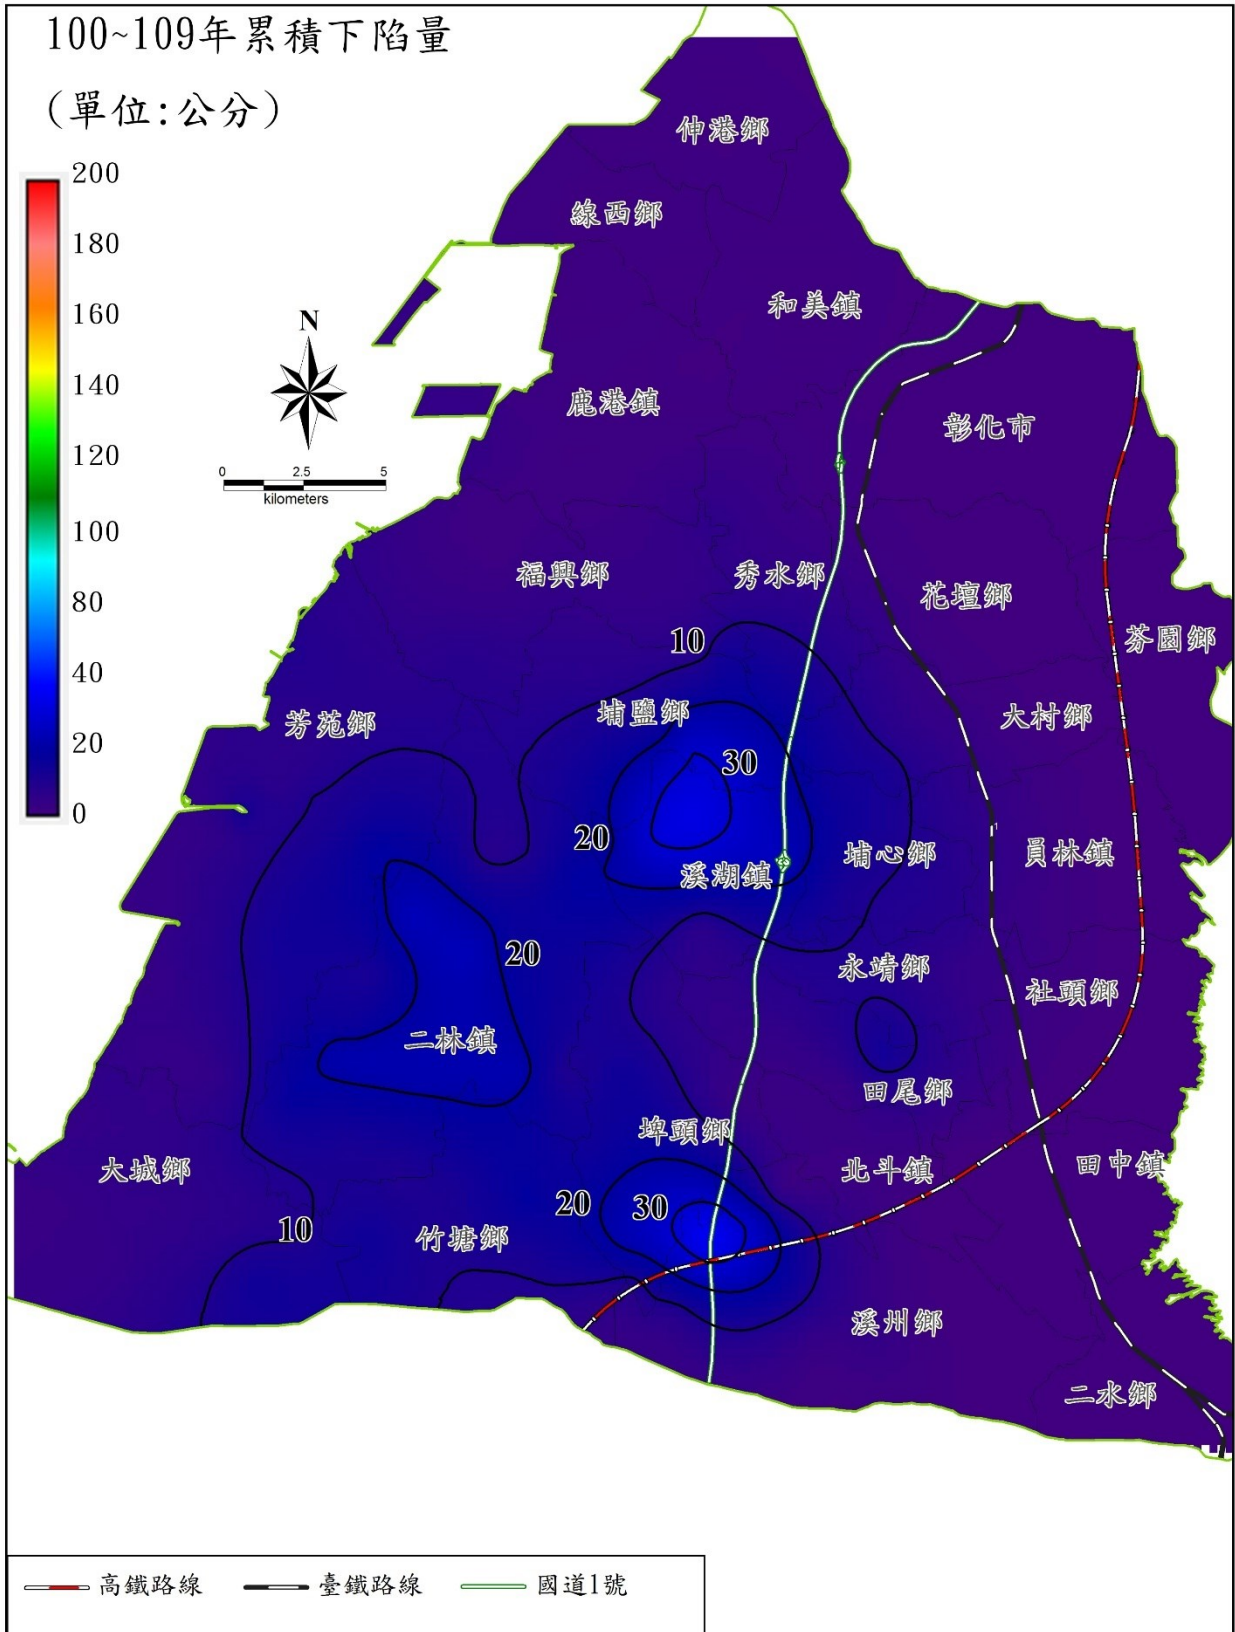 100~109年累積下陷量
(單位:公分)
200
180
160
140
120
100
80
40
20
0
N
0 2.5 5
kilometers
伸港鄉
線西鄉
和美鎮
鹿港鎮
彰化市
福興鄉
秀水鄉
花壇鄉
芬園鄉
10
埔鹽鄉
大村鄉
芳苑鄉
30
20
溪湖鎮
埔心鄉
員林鎮
20
永靖鄉
社頭鄉
二林鎮
田尾鄉
埤頭鄉
大城鄉
北斗鎮
田中鎮
20
30
10
竹塘鄉
溪州鄉
二水鄉
高鐵路線 臺鐵路線 國道1號